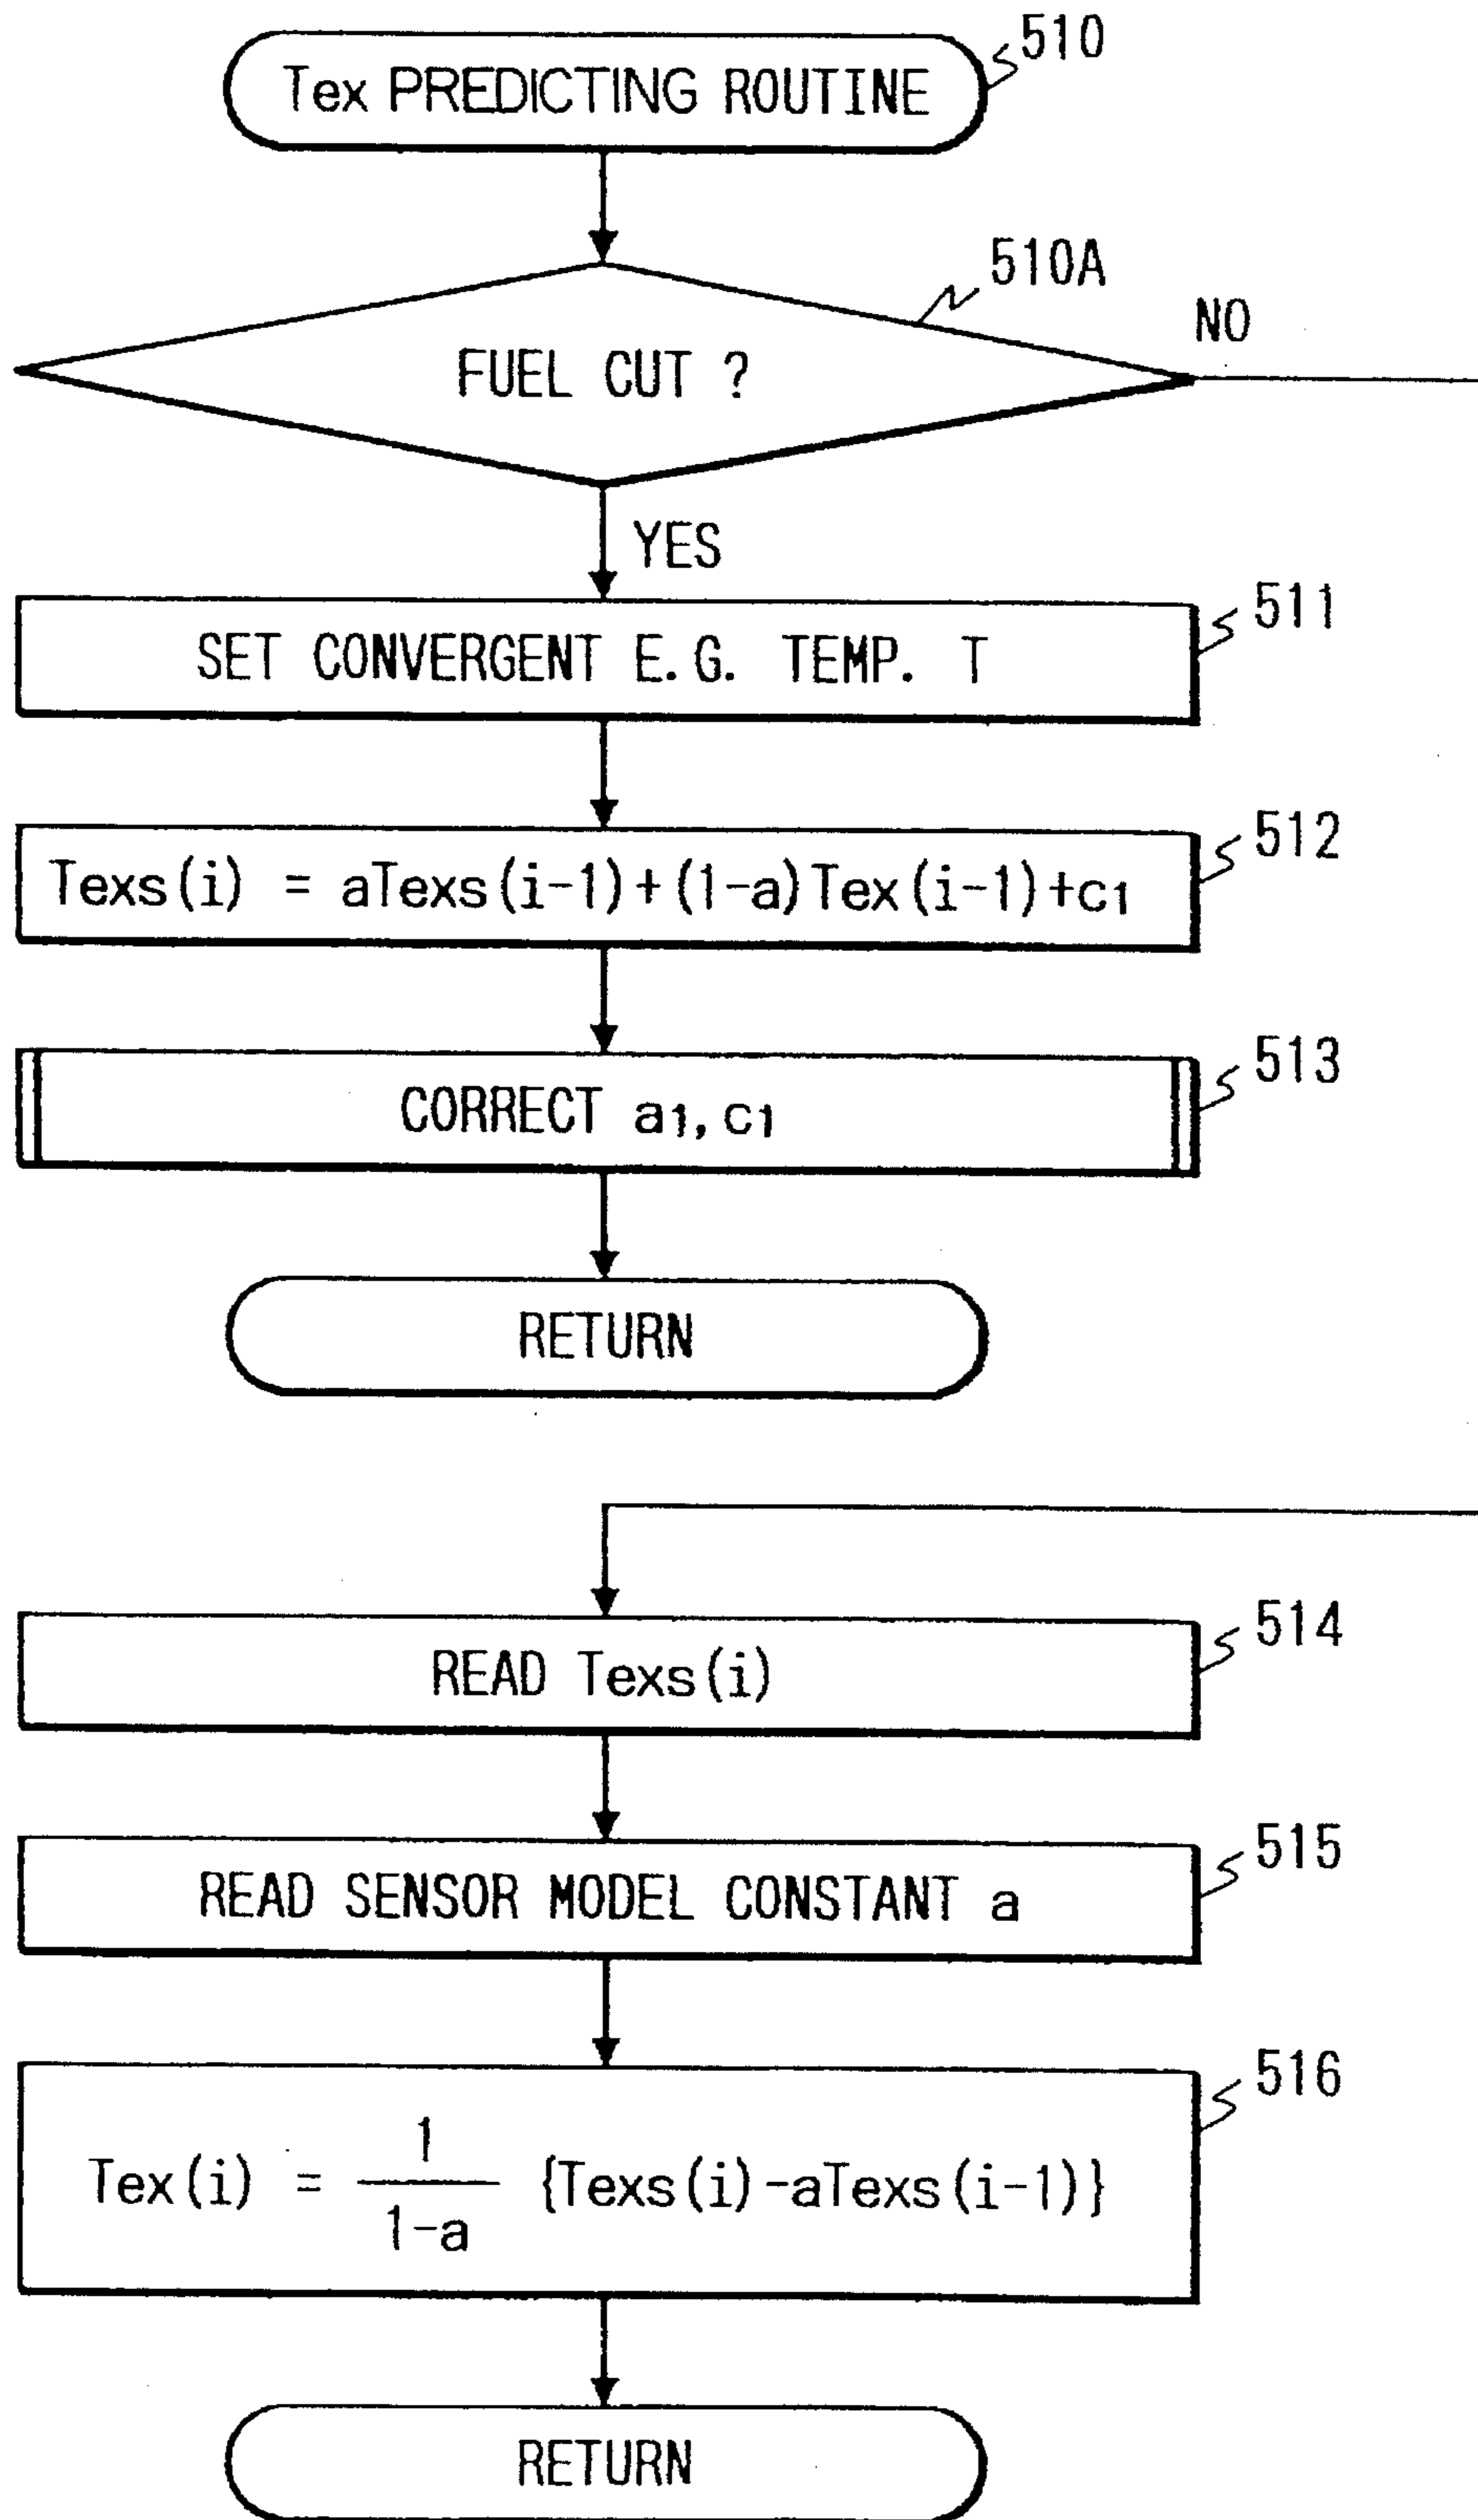 510
Tex PREDICTING ROUTINE
510A
NO
FUEL CUT ?
YES
511
SET CONVERGENT E.G. TEMP. T
512
Texs(i) = aTexs(i-1)+(1-a)Tex(i-1)+c1
513
CORRECT a1, c1
RETURN
514
READ Texs(i)
515
READ SENSOR MODEL CONSTANT a
516
Tex(i) = 1/1-a {Texs(i)-aTexs(i-1)}
RETURN